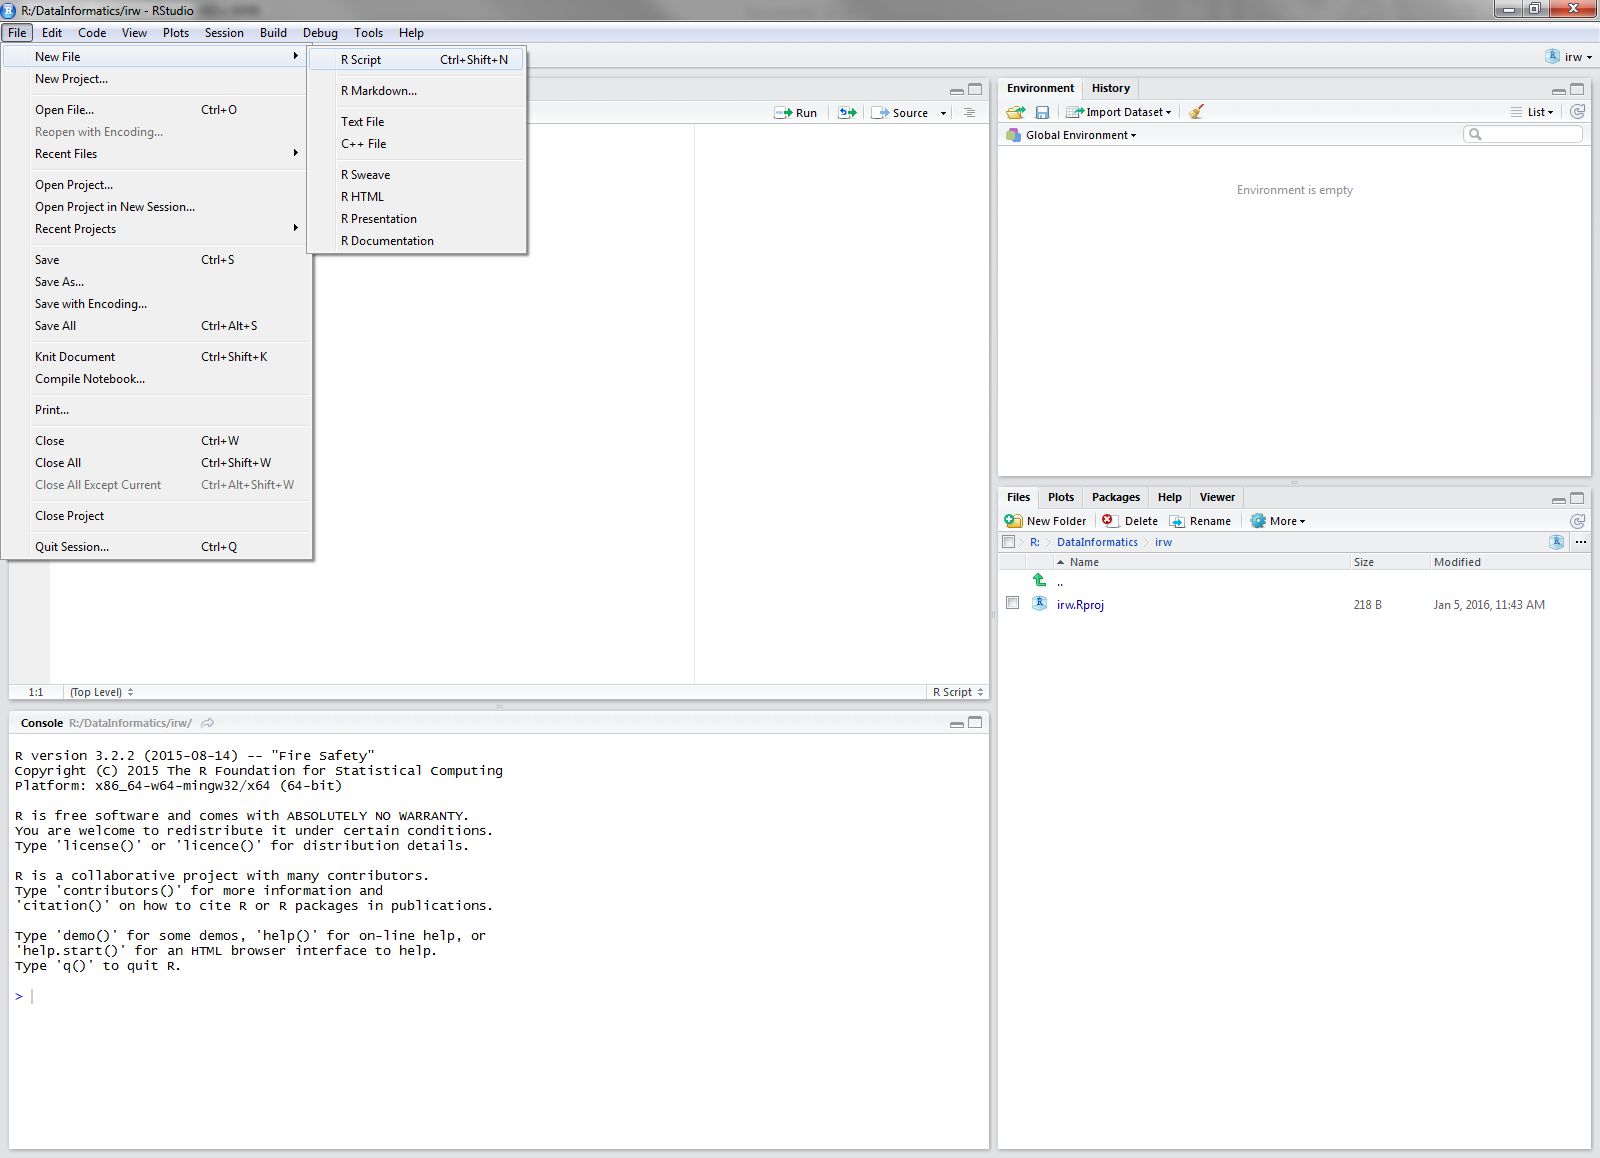 R:/DataInformatics/irw - RStudio
File Edit Code View Plots Session Build Debug Tools Help
New File
New Project...
Open File... Ctrl+O
Reopen with Encoding...
Recent Files
Open Project...
Open Project in New Session...
Recent Projects
Save Ctrl+S
Save As...
Save with Encoding...
Save All Ctrl+Alt+S
Knit Document Ctrl+Shift+K
Compile Notebook...
Print...
Close Ctrl+W
Close All Ctrl+Shift+W
Close All Except Current Ctrl+Alt+Shift+W
Close Project
Quit Session... Ctrl+Q
R Script Ctrl+Shift+N
R Markdown...
Text File
C++ File
R Sweave
R HTML
R Presentation
R Documentation
irw
Run Source
1:1 (Top Level) R Script
Console R:/DataInformatics/irw/
R version 3.2.2 (2015-08-14) -- "Fire Safety"
Copyright (C) 2015 The R Foundation for Statistical Computing
Platform: x86_64-w64-mingw32/x64 (64-bit)
R is free software and comes with ABSOLUTELY NO WARRANTY.
You are welcome to redistribute it under certain conditions.
Type 'license()' or 'licence()' for distribution details.
R is a collaborative project with many contributors.
Type 'contributors()' for more information and
'citation()' on how to cite R or R packages in publications.
Type 'demo()' for some demos, 'help()' for on-line help, or
'help.start()' for an HTML browser interface to help.
Type 'q()' to quit R.
>
Environment History
Import Dataset List
Global Environment
Environment is empty
Files Plots Packages Help Viewer
New Folder Delete Rename More
R: DataInformatics irw ...
Name Size Modified
..
irw.Rproj 218 B Jan 5, 2016, 11:43 AM